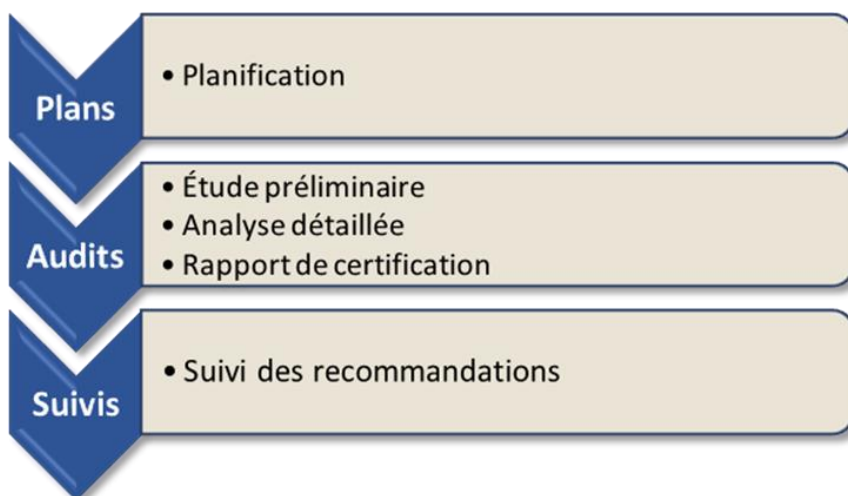 Plans
• Planification
Audits
• Étude préliminaire
• Analyse détaillée
• Rapport de certification
Suivis
• Suivi des recommandations